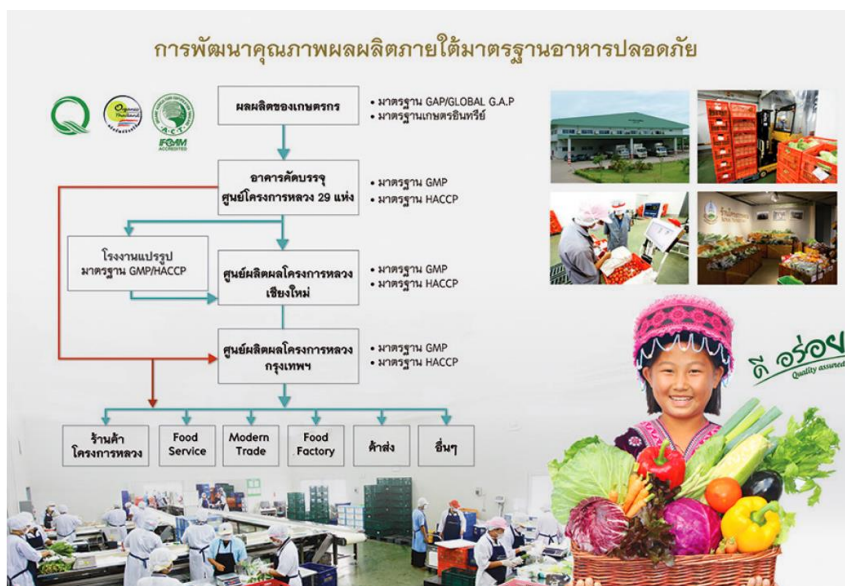 การพัฒนาคุณภาพผลผลิตภายใต้มาตรฐานอาหารปลอดภัย
Q
Organic
Thailand
A.C.T.
IFOAM
ACCREDITED
ผลผลิตของเกษตรกร
• มาตรฐาน GAP/GLOBAL G.A.P
• มาตรฐานเกษตรอินทรีย์
อาคารคัดบรรจุ
ศูนย์โครงการหลวง 29 แห่ง
• มาตรฐาน GMP
• มาตรฐาน HACCP
โรงงานแปรรูป
มาตรฐาน GMP/HACCP
ศูนย์ผลิตผลโครงการหลวง
เชียงใหม่
• มาตรฐาน GMP
• มาตรฐาน HACCP
ศูนย์ผลิตผลโครงการหลวง
กรุงเทพฯ
• มาตรฐาน GMP
• มาตรฐาน HACCP
ร้านค้า
โครงการหลวง
Food
Service
Modern
Trade
Food
Factory
ค้าส่ง
อื่นๆ
ดี อร่อย
Quality assured